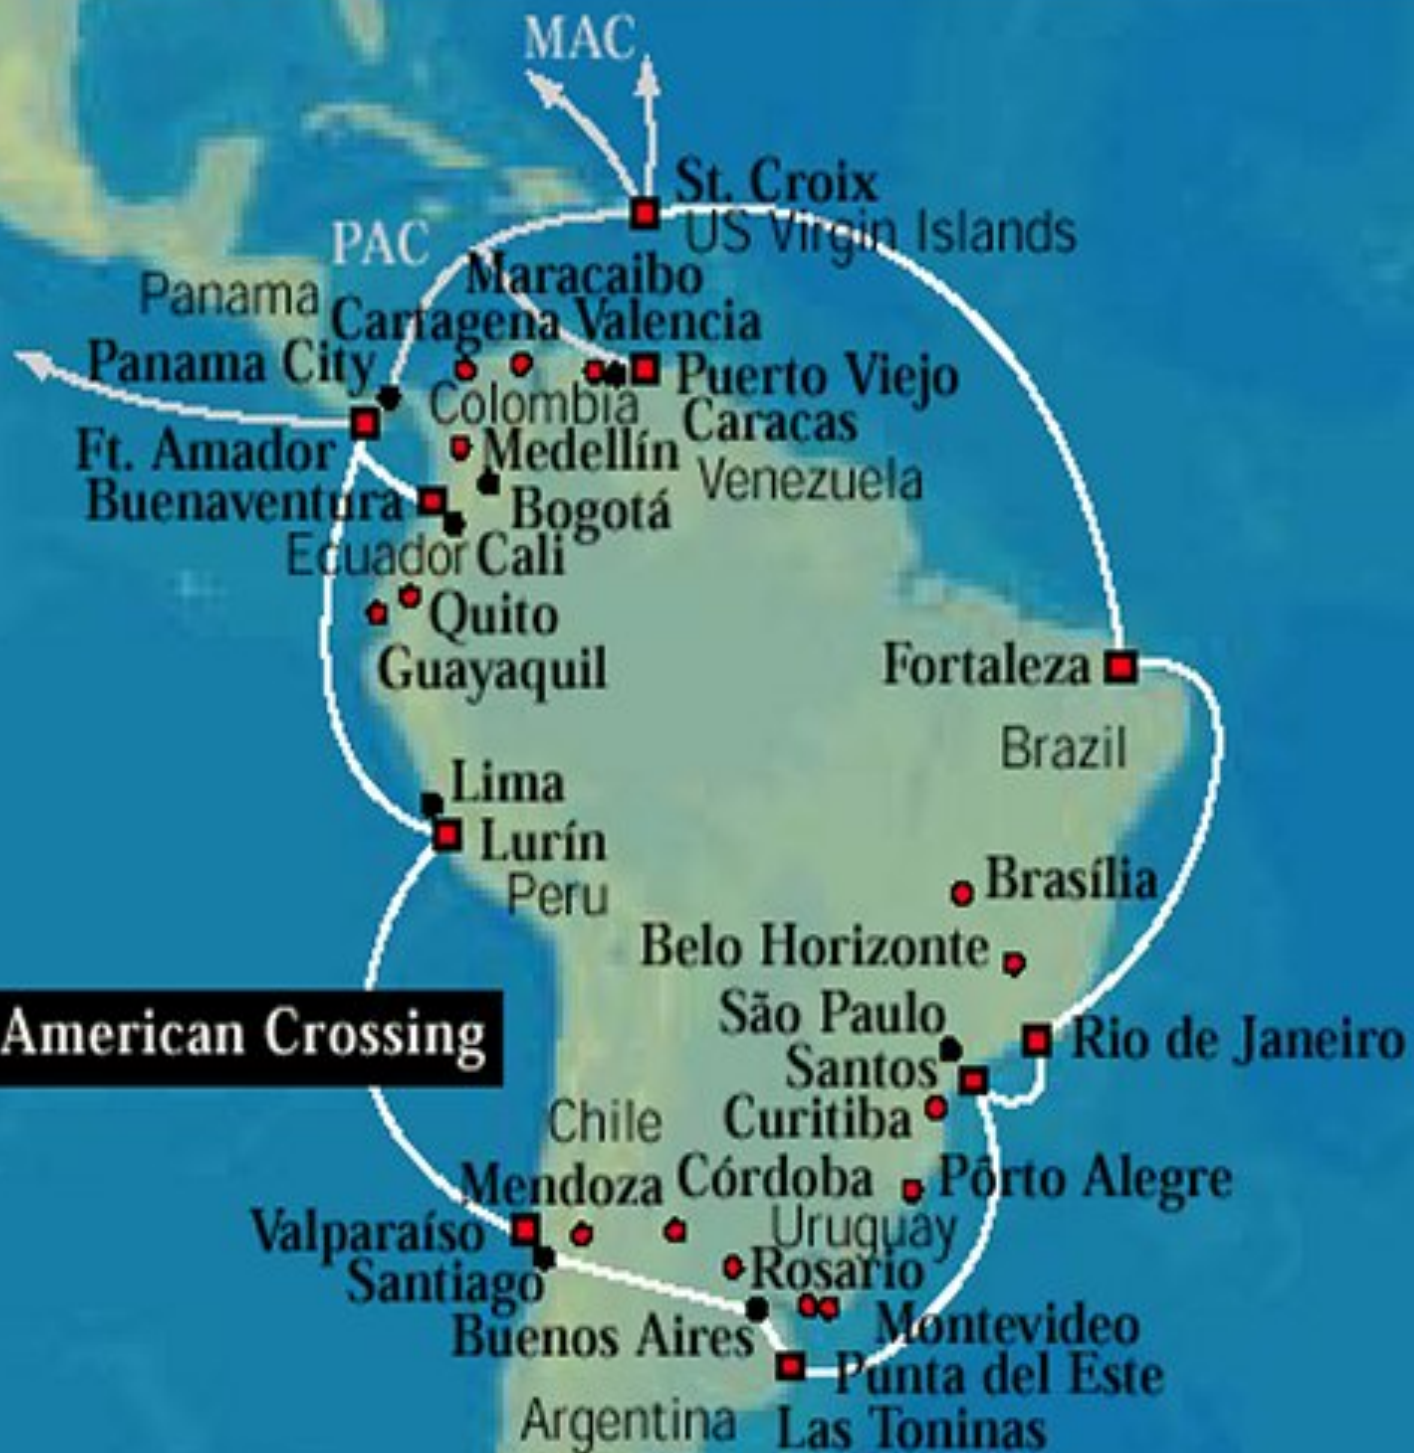 MAC
St. Croix
US Virgin Islands
PAC
Maracaibo
Panama
Cartagena Valencia
Panama City
Puerto Viejo
Colombia
Caracas
Ft. Amador
Medellín
Venezuela
Buenaventura
Bogotá
Ecuador Cali
Quito
Guayaquil
Fortaleza
Brazil
Lima
Lurín
Peru
Brasília
Belo Horizonte
São Paulo
American Crossing
Rio de Janeiro
Santos
Chile
Curitiba
Mendoza Córdoba
Pôrto Alegre
Valparaíso
Uruguay
Santiago
Rosario
Buenos Aires
Montevideo
Punta del Este
Argentina
Las Toninas